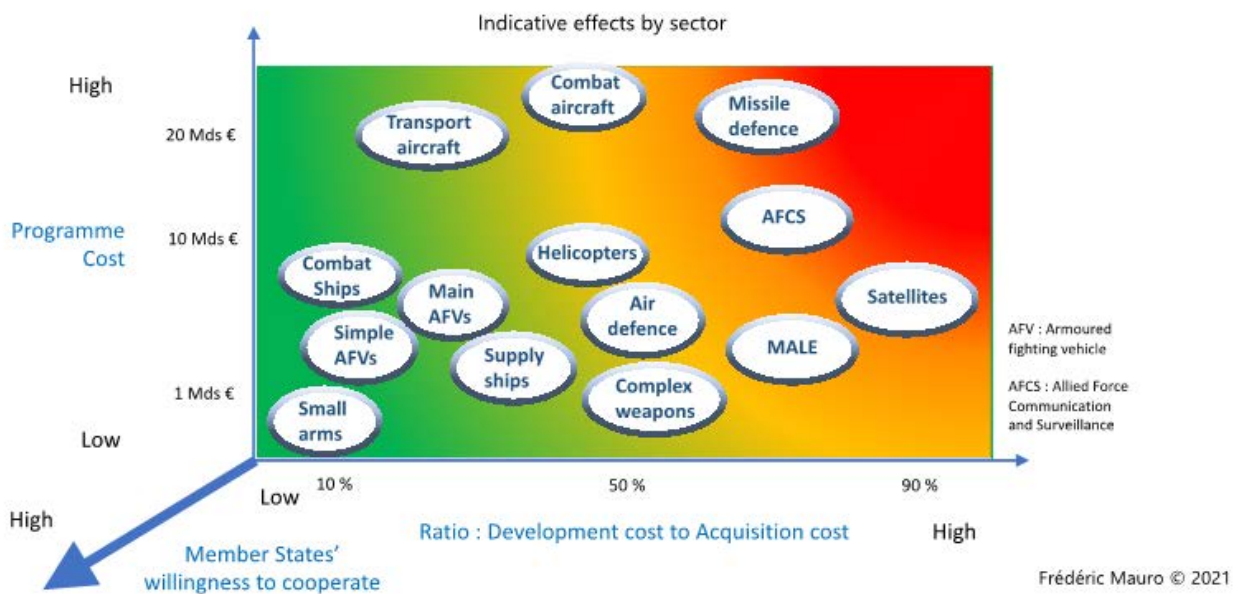 Indicative effects by sector
High
20 Mds €
Programme
Cost
10 Mds €
1 Mds €
Low
Combat
aircraft
Missile
defence
Transport
aircraft
AFCS
Helicopters
Combat
Ships
Main
AFVs
Air
defence
Satellites
Simple
AFVs
Supply
ships
MALE
Complex
weapons
Small
arms
AFV : Armoured
fighting vehicle
AFCS : Allied Force
Communication
and Surveillance
Low
10 %
50 %
90 %
Ratio : Development cost to Acquisition cost
High
High
Member States’
willingness to cooperate
Frédéric Mauro © 2021